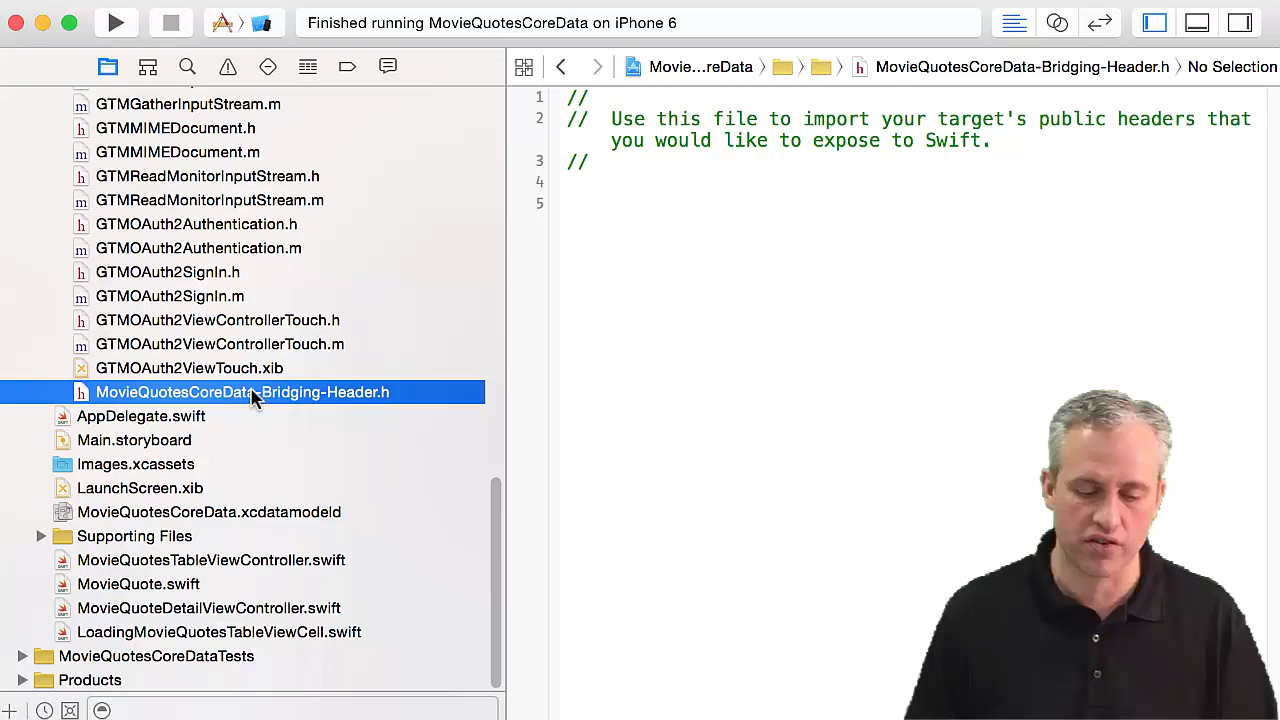 Finished running MovieQuotesCoreData on iPhone 6
Movie...reData
MovieQuotesCoreData-Bridging-Header.h
No Selection
GTMGatherInputStream.m
GTMMIMEDocument.h
GTMMIMEDocument.m
GTMReadMonitorInputStream.h
GTMReadMonitorInputStream.m
GTMOAuth2Authentication.h
GTMOAuth2Authentication.m
GTMOAuth2SignIn.h
GTMOAuth2SignIn.m
GTMOAuth2ViewControllerTouch.h
GTMOAuth2ViewControllerTouch.m
GTMOAuth2ViewTouch.xib
MovieQuotesCoreData-Bridging-Header.h
AppDelegate.swift
Main.storyboard
Images.xcassets
LaunchScreen.xib
MovieQuotesCoreData.xcdatamodeld
Supporting Files
MovieQuotesTableViewController.swift
MovieQuote.swift
MovieQuoteDetailViewController.swift
LoadingMovieQuotesTableViewCell.swift
MovieQuotesCoreDataTests
Products
1 //
2 // Use this file to import your target's public headers that
you would like to expose to Swift.
3 //
4
5